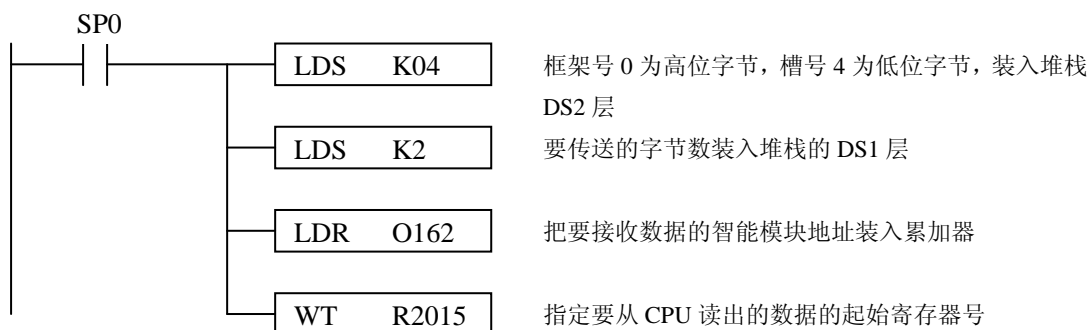 SP0
LDS K04
框架号 0 为高位字节，槽号 4 为低位字节，装入堆栈
DS2 层
LDS K2
要传送的字节数装入堆栈的 DS1 层
LDR O162
把要接收数据的智能模块地址装入累加器
WT R2015
指定要从 CPU 读出的数据的起始寄存器号